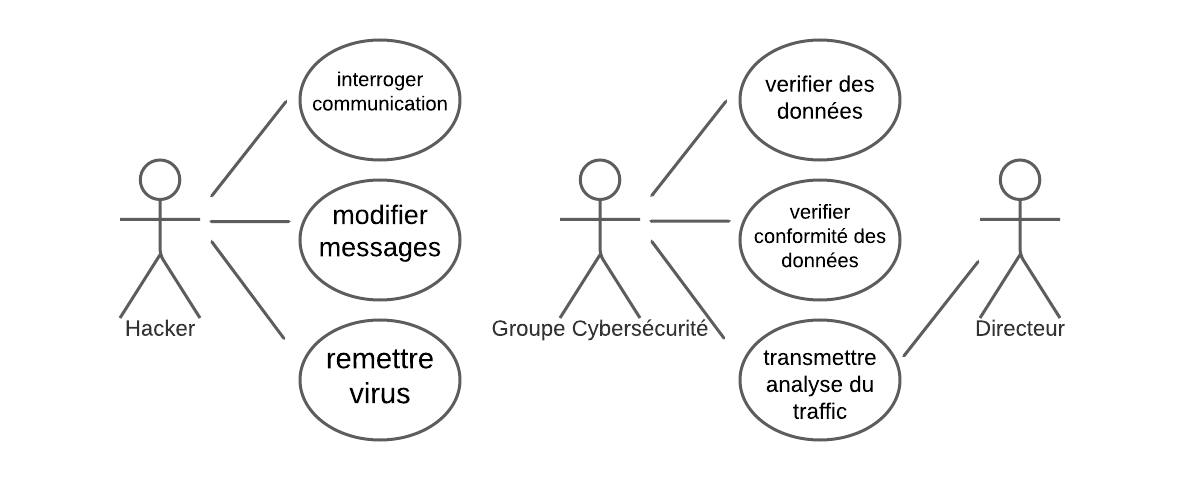 interroger
communication
modifier
messages
remettre
virus
Hacker
verifier des
données
verifier
conformité des
données
transmettre
analyse du
traffic
Groupe Cybersécurité
Directeur